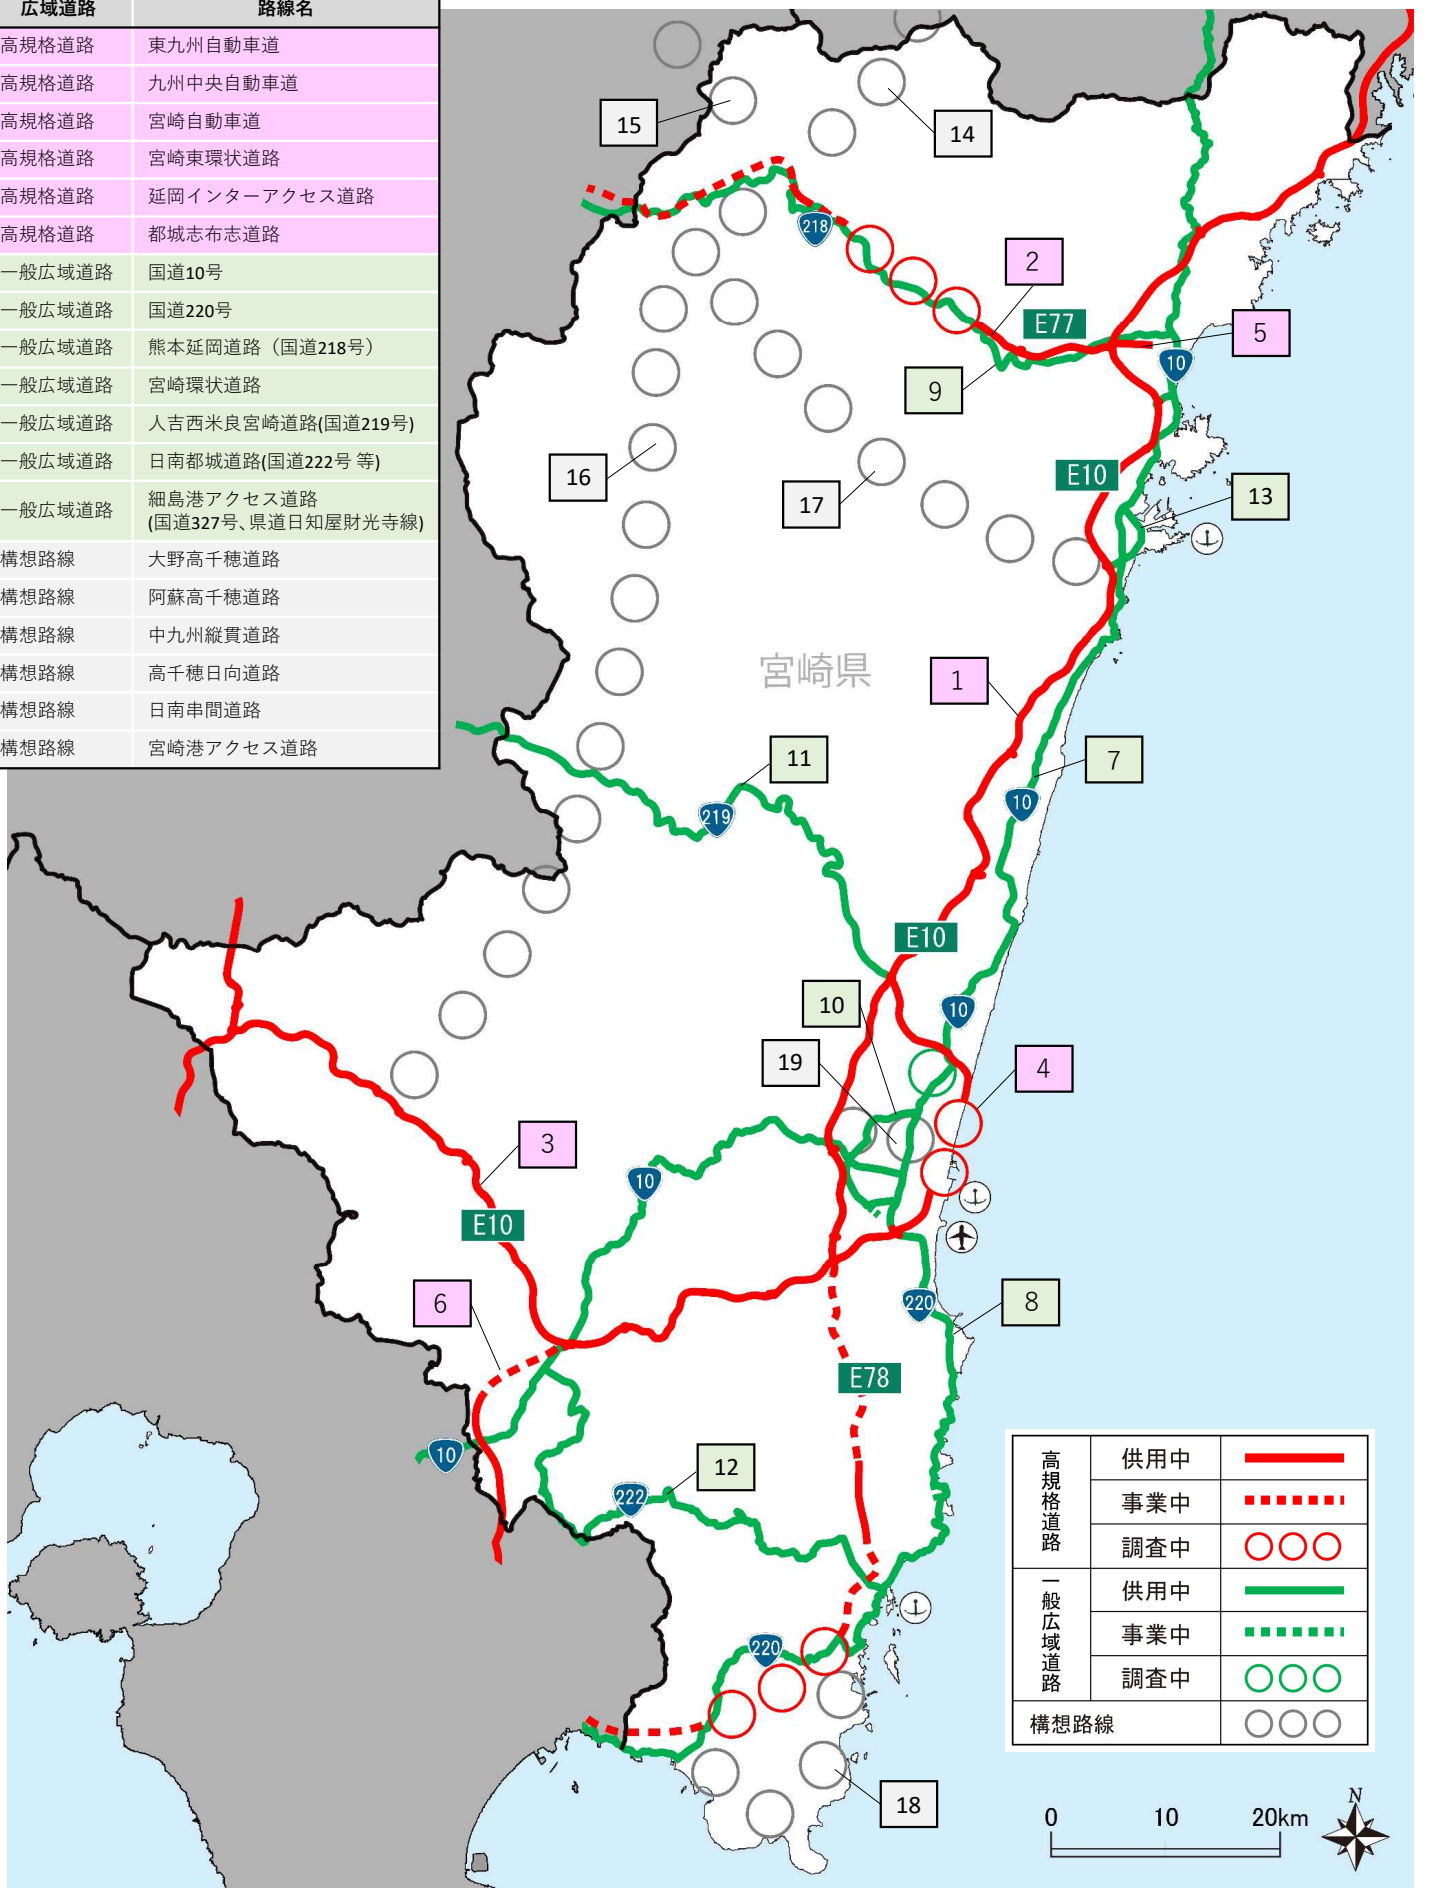 広域道路 路線名
高規格道路 東九州自動車道
高規格道路 九州中央自動車道
高規格道路 宮崎自動車道
高規格道路 宮崎東環状道路
高規格道路 延岡インターアクセス道路
高規格道路 都城志布志道路
一般広域道路 国道10号
一般広域道路 国道220号
一般広域道路 熊本延岡道路（国道218号）
一般広域道路 宮崎環状道路
一般広域道路 人吉西米良宮崎道路(国道219号)
一般広域道路 日南都城道路(国道222号 等)
一般広域道路 細島港アクセス道路
(国道327号、県道日知屋財光寺線)
構想路線 大野高千穂道路
構想路線 阿蘇高千穂道路
構想路線 中九州縦貫道路
構想路線 高千穂日向道路
構想路線 日南串間道路
構想路線 宮崎港アクセス道路
15
14
218
2
E77
5
10
9
E10
16
17
13
宮崎県
1
11
7
10
219
E10
10
10
19
4
3
10
E10
6
220
8
E78
10
12
222
220
18
高規格道路
供用中
事業中
調査中
一般広域道路
供用中
事業中
調査中
構想路線
0 10 20km
N